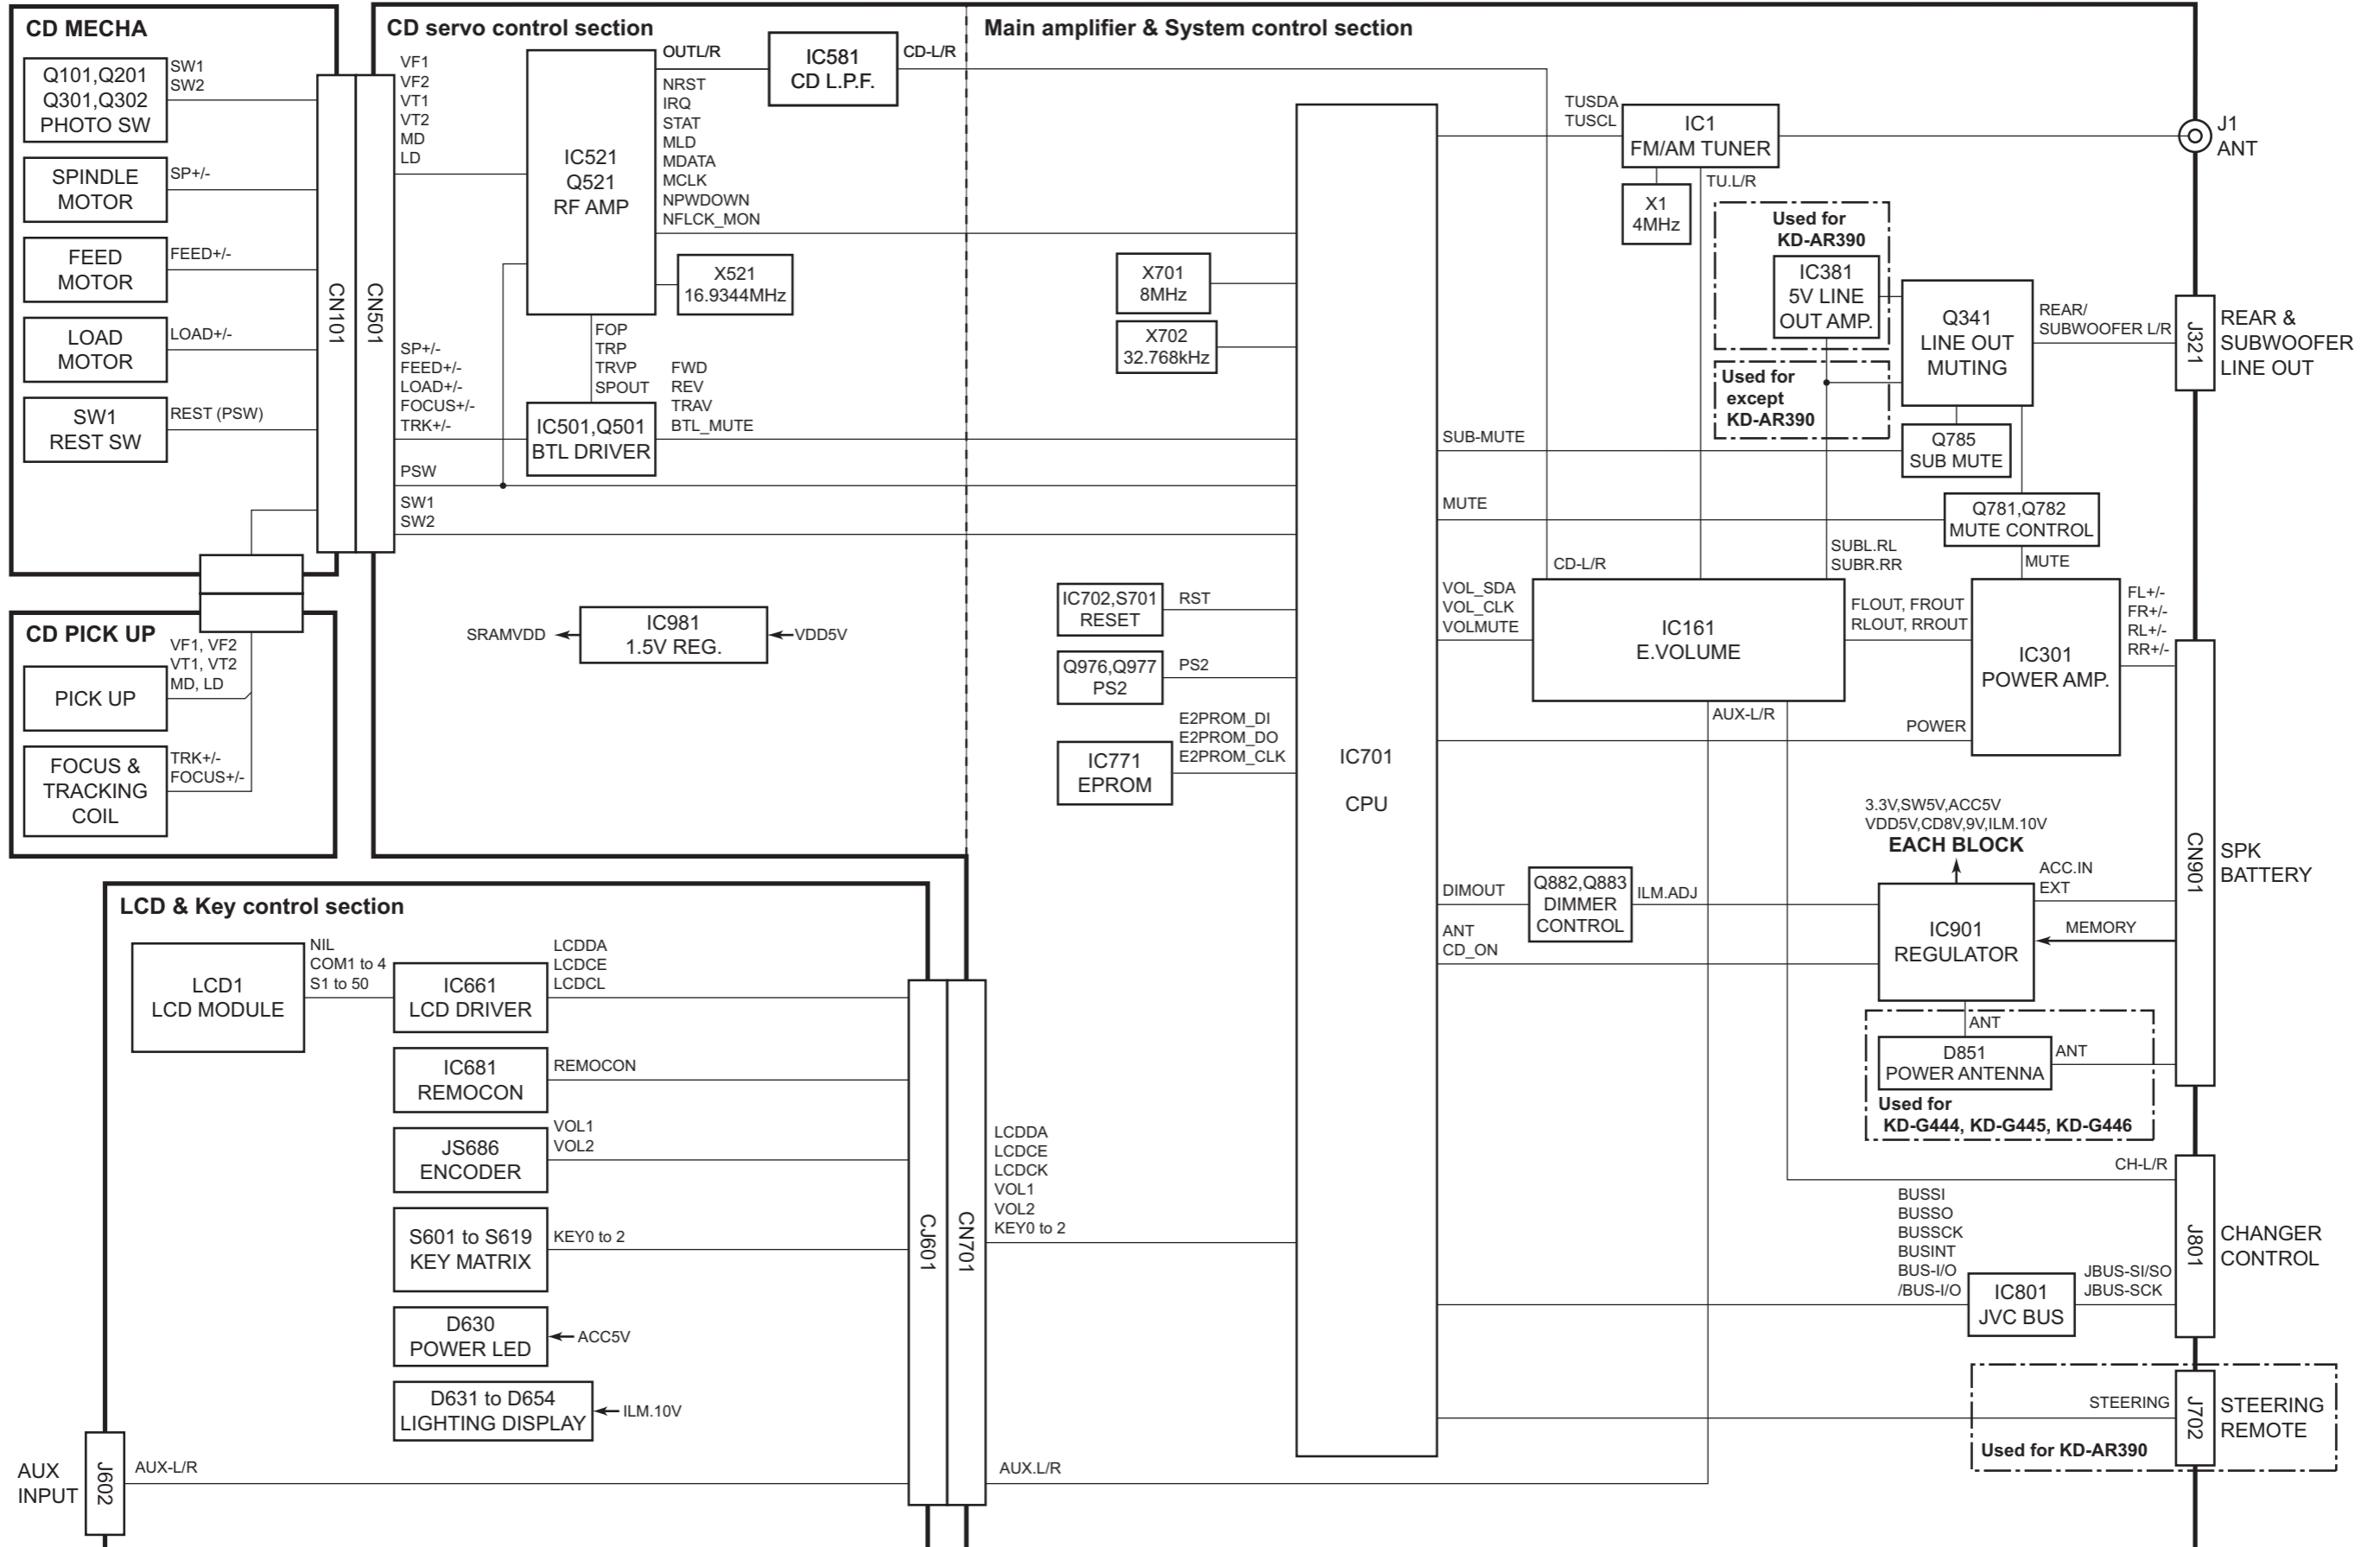 CD MECHA
Q101,Q201
Q301,Q302
PHOTO SW
SW1
SW2
SPINDLE
MOTOR
SP+/-
FEED
MOTOR
FEED+/-
LOAD
MOTOR
LOAD+/-
SW1
REST SW
REST (PSW)
CN101
CN501
CD PICK UP
VF1, VF2
VT1, VT2
MD, LD
PICK UP
FOCUS &
TRACKING
COIL
TRK+/-
FOCUS+/-
CD servo control section
VF1
VF2
VT1
VT2
MD
LD
IC521
Q521
RF AMP
OUTL/R
IC581
CD L.P.F.
CD-L/R
NRST
IRQ
STAT
MLD
MDATA
MCLK
NPWDOWN
NFLCK_MON
X521
16.9344MHz
FOP
TRP
TRVP
SPOUT
SP+/-
FEED+/-
LOAD+/-
FOCUS+/-
TRK+/-
IC501,Q501
BTL DRIVER
FWD
REV
TRAV
BTL_MUTE
PSW
SW1
SW2
SRAMVDD
IC981
1.5V REG.
VDD5V
Main amplifier & System control section
X701
8MHz
X702
32.768kHz
IC702,S701
RESET
RST
Q976,Q977
PS2
PS2
IC771
EPROM
E2PROM_DI
E2PROM_DO
E2PROM_CLK
IC701
CPU
TUSDA
TUSCL
IC1
FM/AM TUNER
J1
ANT
X1
4MHz
TU.L/R
Used for
KD-AR390
IC381
5V LINE
OUT AMP.
Used for
except
KD-AR390
Q341
LINE OUT
MUTING
REAR/
SUBWOOFER L/R
J321
REAR &
SUBWOOFER
LINE OUT
SUB-MUTE
Q785
SUB MUTE
MUTE
Q781,Q782
MUTE CONTROL
MUTE
CD-L/R
SUBL.RL
SUBR.RR
VOL_SDA
VOL_CLK
VOLMUTE
IC161
E.VOLUME
FLOUT, FROUT
RLOUT, RROUT
IC301
POWER AMP.
FL+/-
FR+/-
RL+/-
RR+/-
AUX-L/R
POWER
3.3V,SW5V,ACC5V
VDD5V,CD8V,9V,ILM.10V
EACH BLOCK
DIMOUT
Q882,Q883
DIMMER
CONTROL
ILM.ADJ
ANT
CD_ON
IC901
REGULATOR
ACC.IN
EXT
MEMORY
CN901
SPK
BATTERY
ANT
D851
POWER ANTENNA
ANT
Used for
KD-G444, KD-G445, KD-G446
CH-L/R
BUSSI
BUSSO
BUSSCK
BUSINT
BUS-I/O
/BUS-I/O
IC801
JVC BUS
JBUS-SI/SO
JBUS-SCK
J801
CHANGER
CONTROL
STEERING
J702
STEERING
REMOTE
Used for KD-AR390
LCD & Key control section
LCD1
LCD MODULE
NIL
COM1 to 4
S1 to 50
IC661
LCD DRIVER
LCDDA
LCDCE
LCDCL
IC681
REMOCON
REMOCON
JS686
ENCODER
VOL1
VOL2
S601 to S619
KEY MATRIX
KEY0 to 2
D630
POWER LED
ACC5V
D631 to D654
LIGHTING DISPLAY
ILM.10V
CJ601
CN701
LCDDA
LCDCE
LCDCK
VOL1
VOL2
KEY0 to 2
AUX
INPUT
J602
AUX-L/R
AUX.L/R